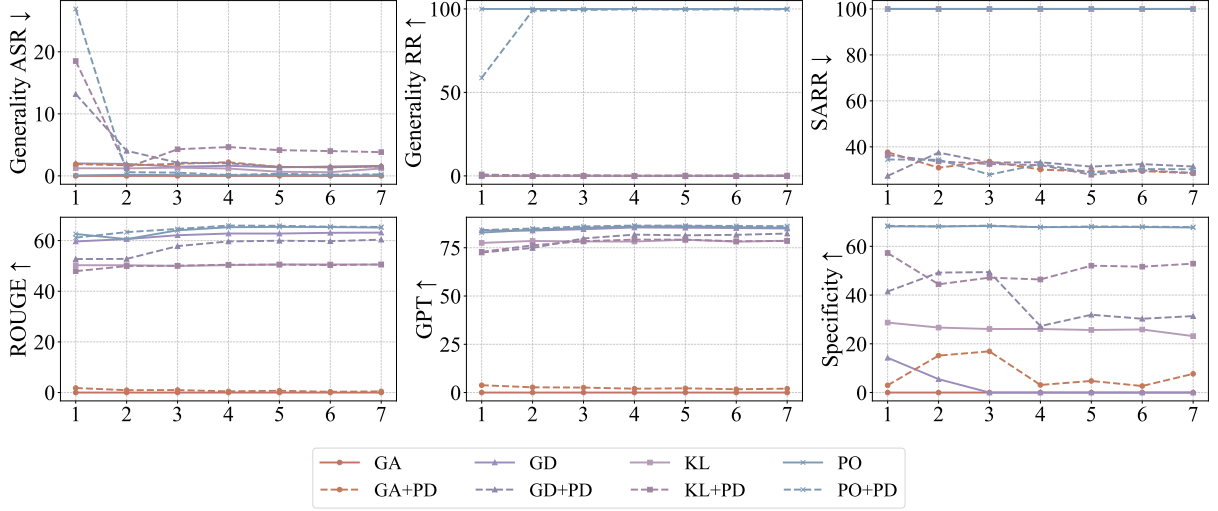 Generality ASR ↓
20
10
0
1 2 3 4 5 6 7
Generality RR ↑
100
50
0
1 2 3 4 5 6 7
SARR ↓
100
80
60
40
1 2 3 4 5 6 7
ROUGE ↑
60
40
20
0
1 2 3 4 5 6 7
GPT ↑
75
50
25
0
1 2 3 4 5 6 7
Specificity ↑
60
40
20
0
1 2 3 4 5 6 7
GA GD KL PO
GA+PD GD+PD KL+PD PO+PD